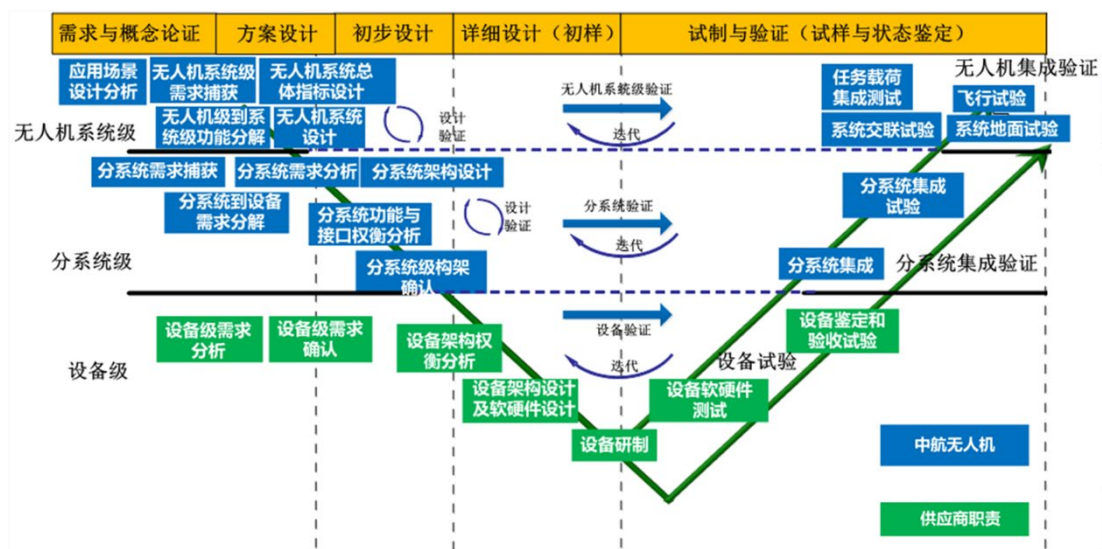 需求与概念论证
方案设计
初步设计
详细设计（初样）
试制与验证（试样与状态鉴定）
应用场景
设计分析
无人机系统级
需求捕获
无人机系统总
体指标设计
无人机级到系
统级功能分解
无人机系统
设计
设计
验证
无人机系统级验证
迭代
任务载荷
集成测试
系统交联试验
无人机集成验证
飞行试验
系统地面试验
无人机系统级
分系统需求捕获
分系统需求分析
分系统架构设计
分系统到设备
需求分解
分系统功能与
接口权衡分析
设计
验证
分系统验证
迭代
分系统集成
试验
分系统级
分系统级构架
确认
分系统集成
分系统集成验证
设备级需求
分析
设备级需求
确认
设备架构权
衡分析
设备验证
迭代
设备鉴定和
验收试验
设备级
设备试验
设备架构设计
及软硬件设计
设备软硬件
测试
设备研制
中航无人机
供应商职责